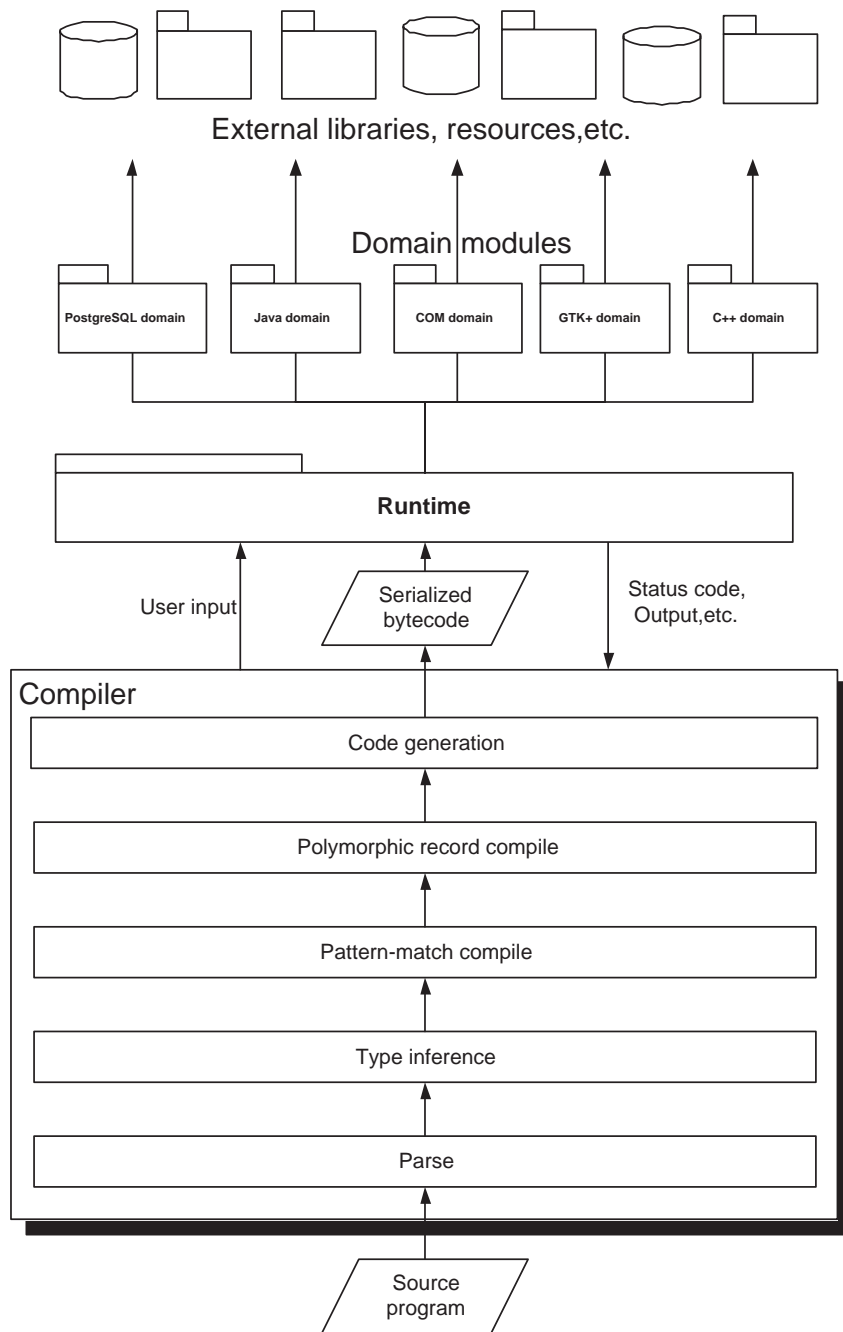 External libraries, resources,etc.
Domain modules
PostgreSQL domain
Java domain
COM domain
GTK+ domain
C++ domain
Runtime
User input
Serialized
bytecode
Status code,
Output,etc.
Compiler
Code generation
Polymorphic record compile
Pattern-match compile
Type inference
Parse
Source
program